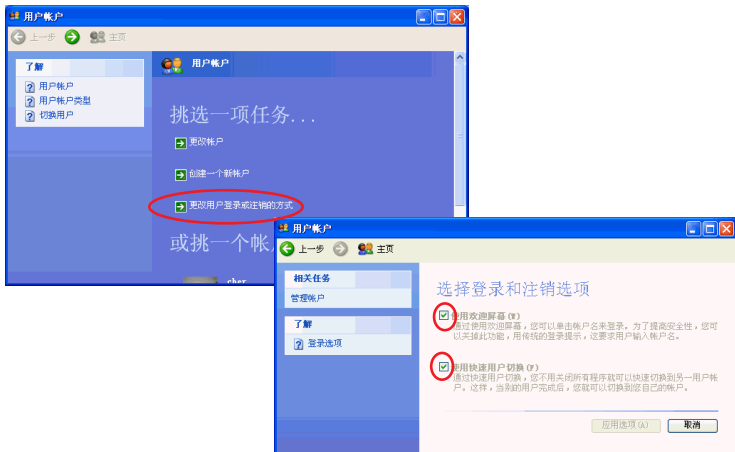 用户帐户
上一步 主页
了解
用户帐户
用户帐户类型
切换用户
用户帐户
挑选一项任务...
更改帐户
创建一个新帐户
更改用户登录或注销的方式
或挑一个帐
cher
用户帐户
上一步 主页
相关任务
管理帐户
了解
登录选项
选择登录和注销选项
使用欢迎屏幕(W)
通过使用欢迎屏幕，您可以单击帐户名来登录。为了提高安全性，您可
以关掉此功能，用传统的登录提示，这要求用户输入帐户名。
使用快速用户切换(F)
通过快速用户切换，您不用关闭所有程序就可以快速切换到另一用户帐
户。这样，当别的用户完成后，您就可以切换到您自己的帐户。
应用选项(A) 取消